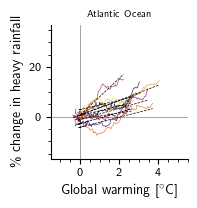 Atlantic Ocean
% change in heavy rainfall
20
0
0 2 4
Global warming [°C]